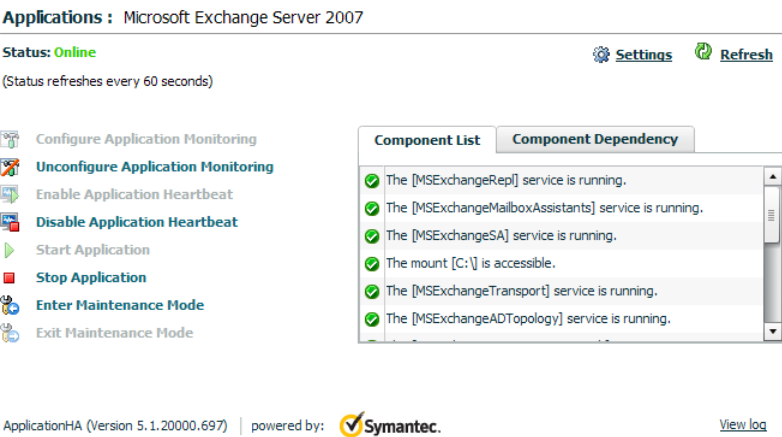 Applications : Microsoft Exchange Server 2007
Status: Online
Settings
Refresh
(Status refreshes every 60 seconds)
Configure Application Monitoring
Unconfigure Application Monitoring
Enable Application Heartbeat
Disable Application Heartbeat
Start Application
Stop Application
Enter Maintenance Mode
Exit Maintenance Mode
Component List
Component Dependency
The [MSExchangeRepl] service is running.
The [MSExchangeMailboxAssistants] service is running.
The [MSExchangeSA] service is running.
The mount [C:\] is accessible.
The [MSExchangeTransport] service is running.
The [MSExchangeADTopology] service is running.
ApplicationHA (Version 5.1.20000.697) powered by: Symantec.
View log